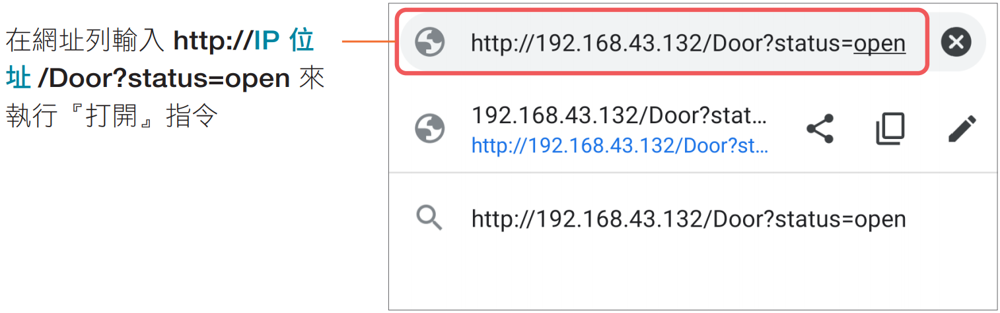 在網址列輸入 http://IP 位
址 /Door?status=open 來
執行『打開』指令
http://192.168.43.132/Door?status=open
192.168.43.132/Door?stat...
http://192.168.43.132/Door?st...
http://192.168.43.132/Door?status=open